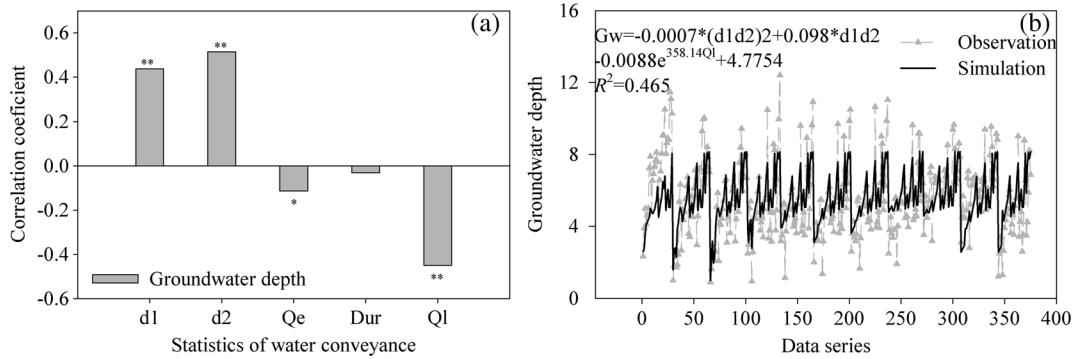 (a)
0.6
0.4
0.2
0.0
-0.2
-0.4
-0.6
Correlation coeficient
**
**
*
**
Groundwater depth
d1 d2 Qe Dur Ql
Statistics of water conveyance
(b)
16
12
8
4
0
Groundwater depth
Gw=-0.0007*(d1d2)2+0.098*d1d2
-0.0088e^358.14Ql+4.7754
R²=0.465
Observation
Simulation
0 50 100 150 200 250 300 350 400
Data series